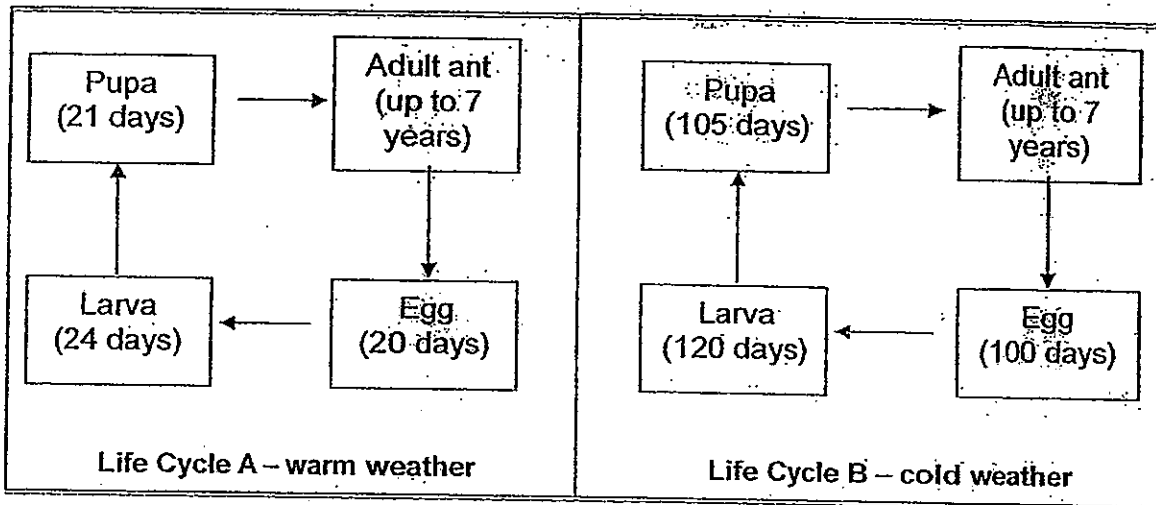 Pupa
(21 days)
Adult ant
(up to 7
years)
Larva
(24 days)
Egg
(20 days)
Life Cycle A – warm weather
Pupa
(105 days)
Adult ant
(up to 7
years)
Larva
(120 days)
Egg
(100 days)
Life Cycle B – cold weather